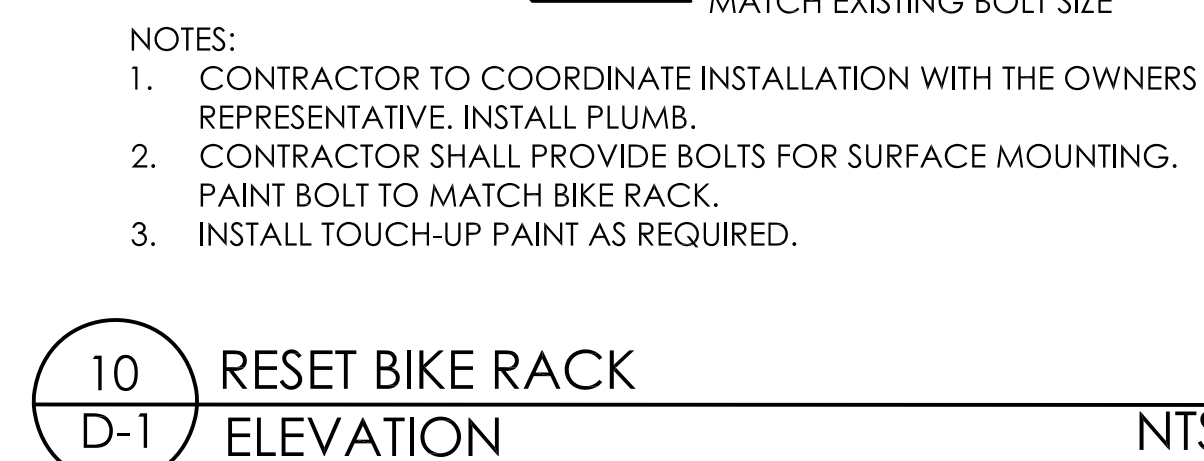 MATCH EXISTING BOLT SIZE
NOTES:
1. CONTRACTOR TO COORDINATE INSTALLATION WITH THE OWNERS
REPRESENTATIVE. INSTALL PLUMB.
2. CONTRACTOR SHALL PROVIDE BOLTS FOR SURFACE MOUNTING.
PAINT BOLT TO MATCH BIKE RACK.
3. INSTALL TOUCH-UP PAINT AS REQUIRED.
10 RESET BIKE RACK
D-1 ELEVATION NTS